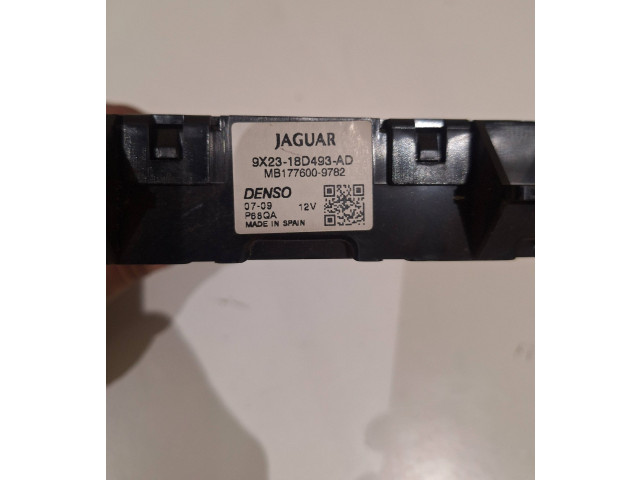 JAGUAR
9X23-18D493-AD
MB177600-9782
DENSO
07-09 12V
P68QA
MADE IN SPAIN